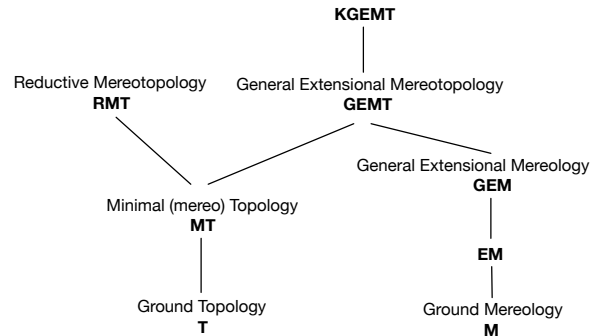 KGEMT
Reductive Mereotopology
RMT
General Extensional Mereotopology
GEMT
General Extensional Mereology
GEM
Minimal (mereo) Topology
MT
EM
Ground Topology
T
Ground Mereology
M